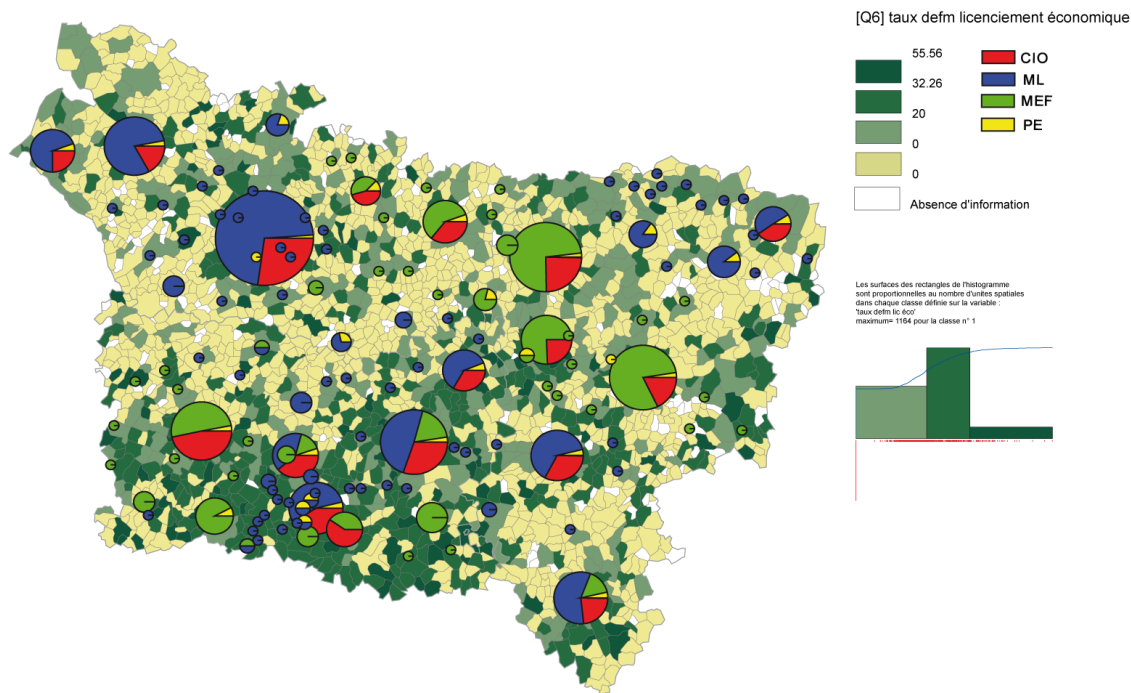 [Q6] taux defm licenciement économique
55.56
32.26
20
0
0
Absence d'information
CIO
ML
MEF
PE
Les surfaces des rectangles de l'histogramme
sont proportionnelles au nombre d'unites spatiales
dans chaque classe définie sur la variable :
'taux defm lic éco'
maximum= 1164 pour la classe n° 1